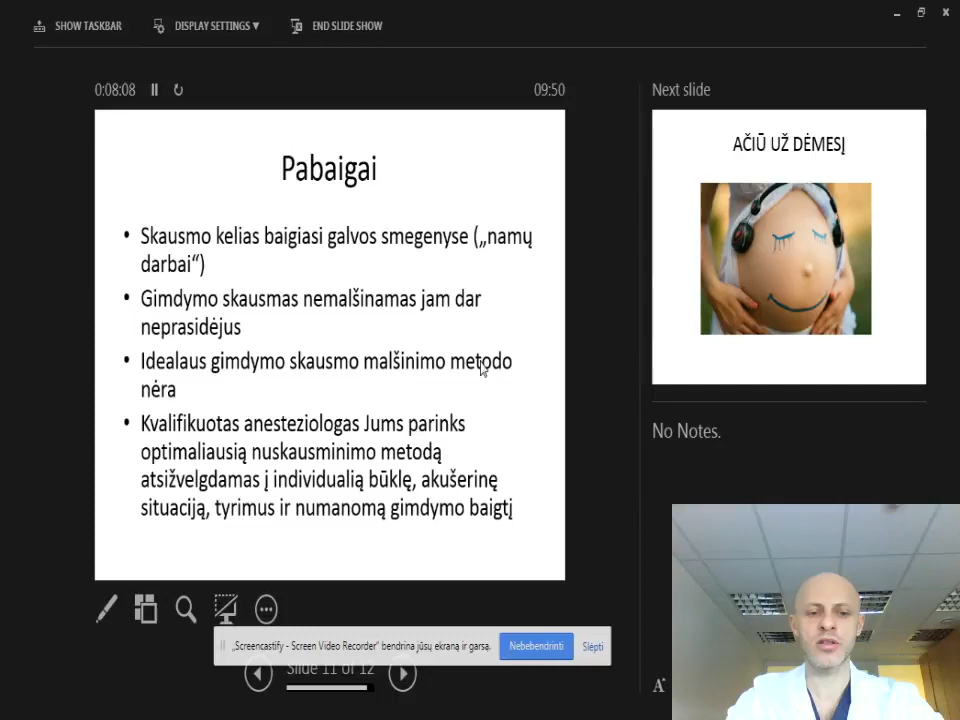 SHOW TASKBAR
DISPLAY SETTINGS ▼
END SLIDE SHOW
0:08:08
09:50
Pabaigai
• Skausmo kelias baigiasi galvos smegenyse („namų
darbai“)
• Gimdymo skausmas nemalšinamas jam dar
neprasidėjus
• Idealaus gimdymo skausmo malšinimo metodo
nėra
• Kvalifikuotas anesteziologas Jums parinks
optimaliausią nuskausminimo metodą
atsižvelgdamas į individualią būklę, akušerinę
situaciją, tyrimus ir numanomą gimdymo baigtį
Next slide
AČIŪ UŽ DĖMESĮ
No Notes.
„Screencastify - Screen Video Recorder“ bendrina jūsų ekraną ir garsą.
Nebebendrinti
Slėpti
Slide 11 of 12
A